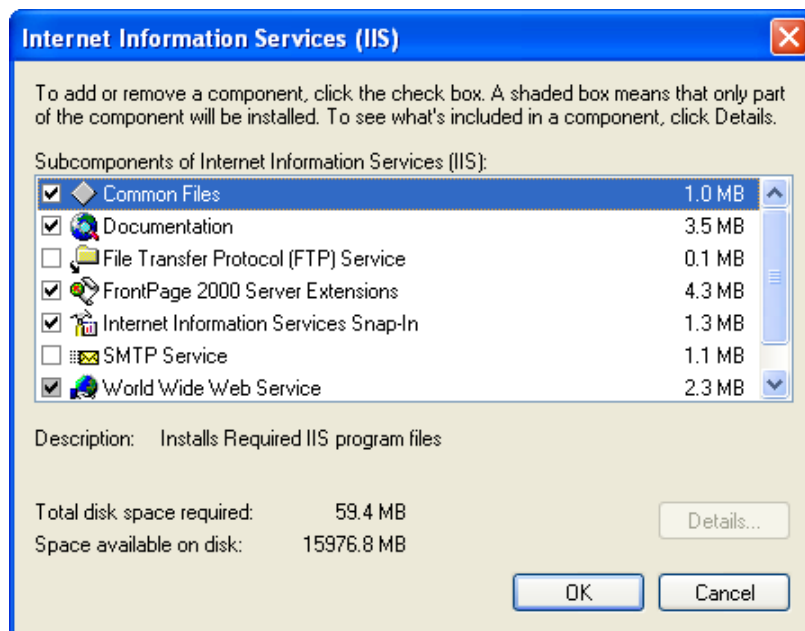 Internet Information Services (IIS)
To add or remove a component, click the check box. A shaded box means that only part
of the component will be installed. To see what's included in a component, click Details.
Subcomponents of Internet Information Services (IIS):
Common Files 1.0 MB
Documentation 3.5 MB
File Transfer Protocol (FTP) Service 0.1 MB
FrontPage 2000 Server Extensions 4.3 MB
Internet Information Services Snap-In 1.3 MB
SMTP Service 1.1 MB
World Wide Web Service 2.3 MB
Description: Installs Required IIS program files
Total disk space required: 59.4 MB
Details...
Space available on disk: 15976.8 MB
OK Cancel